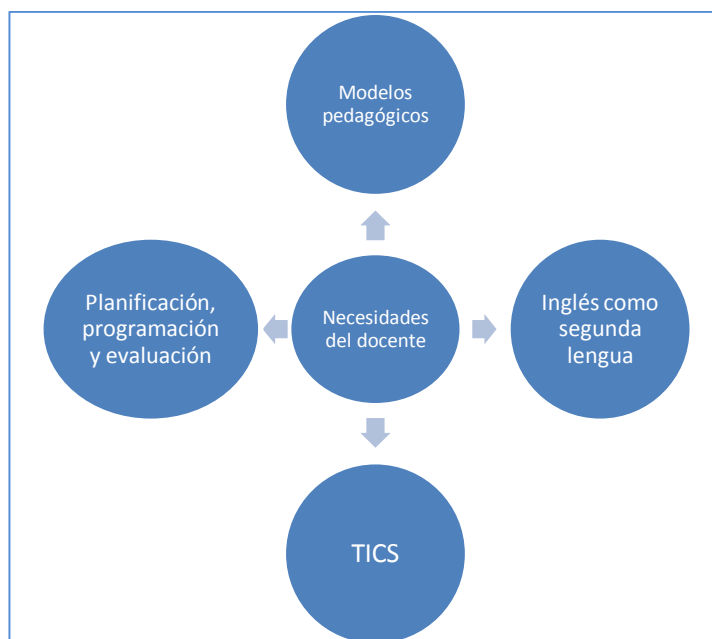 Modelos
pedagógicos
Planificación,
programación
y evaluación
Necesidades
del docente
Inglés como
segunda
lengua
TICS